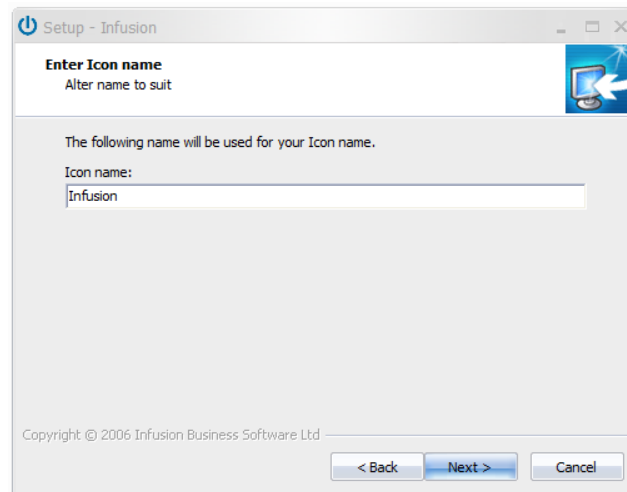 Setup - Infusion
Enter Icon name
Alter name to suit
The following name will be used for your Icon name.
Icon name:
Infusion
Copyright © 2006 Infusion Business Software Ltd
< Back Next > Cancel